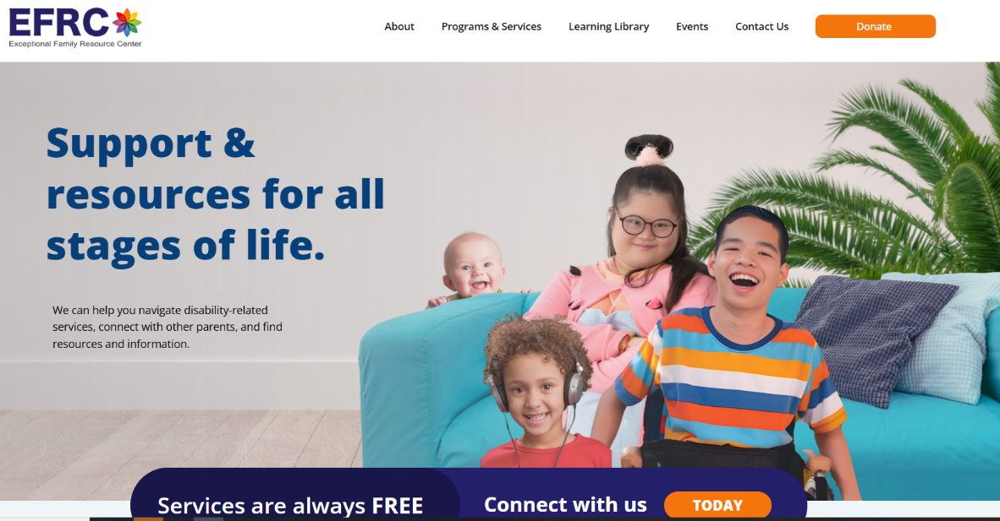 EFRC
Exceptional Family Resource Center
About
Programs & Services
Learning Library
Events
Contact Us
Donate
Support &
resources for all
stages of life.
We can help you navigate disability-related
services, connect with other parents, and find
resources and information.
Services are always FREE
Connect with us
TODAY